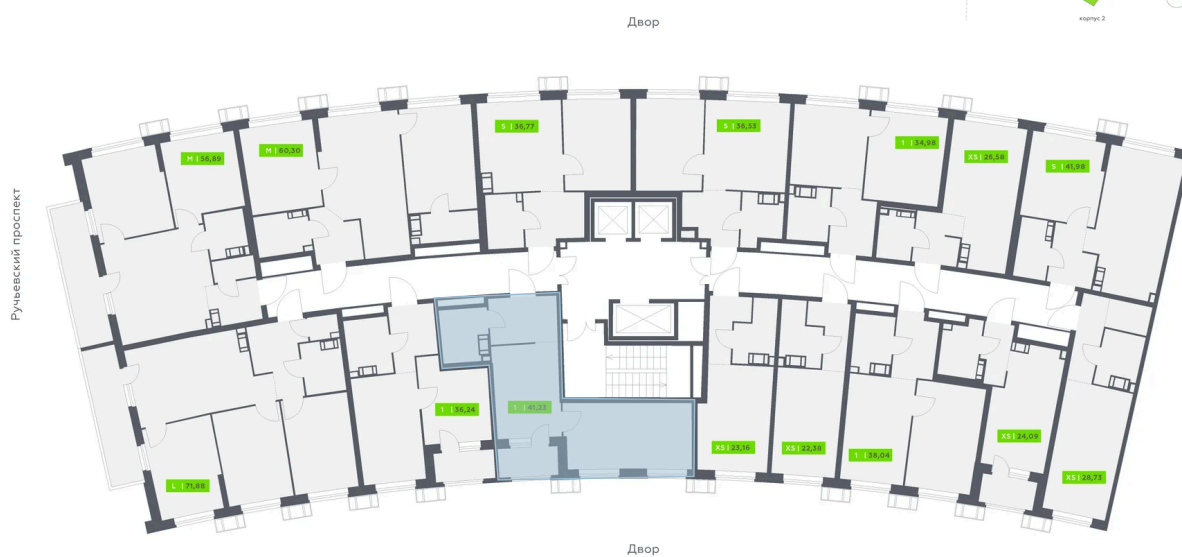 Двор
корпус 2
Ручьевский проспект
M | 56,89
M | 60,30
S | 36,77
S | 36,53
1 | 34,98
XS | 26,58
S | 41,98
L | 71,88
1 | 36,24
1 | 41,23
XS | 23,16
XS | 22,38
1 | 38,04
XS | 24,09
XS | 28,73
Двор